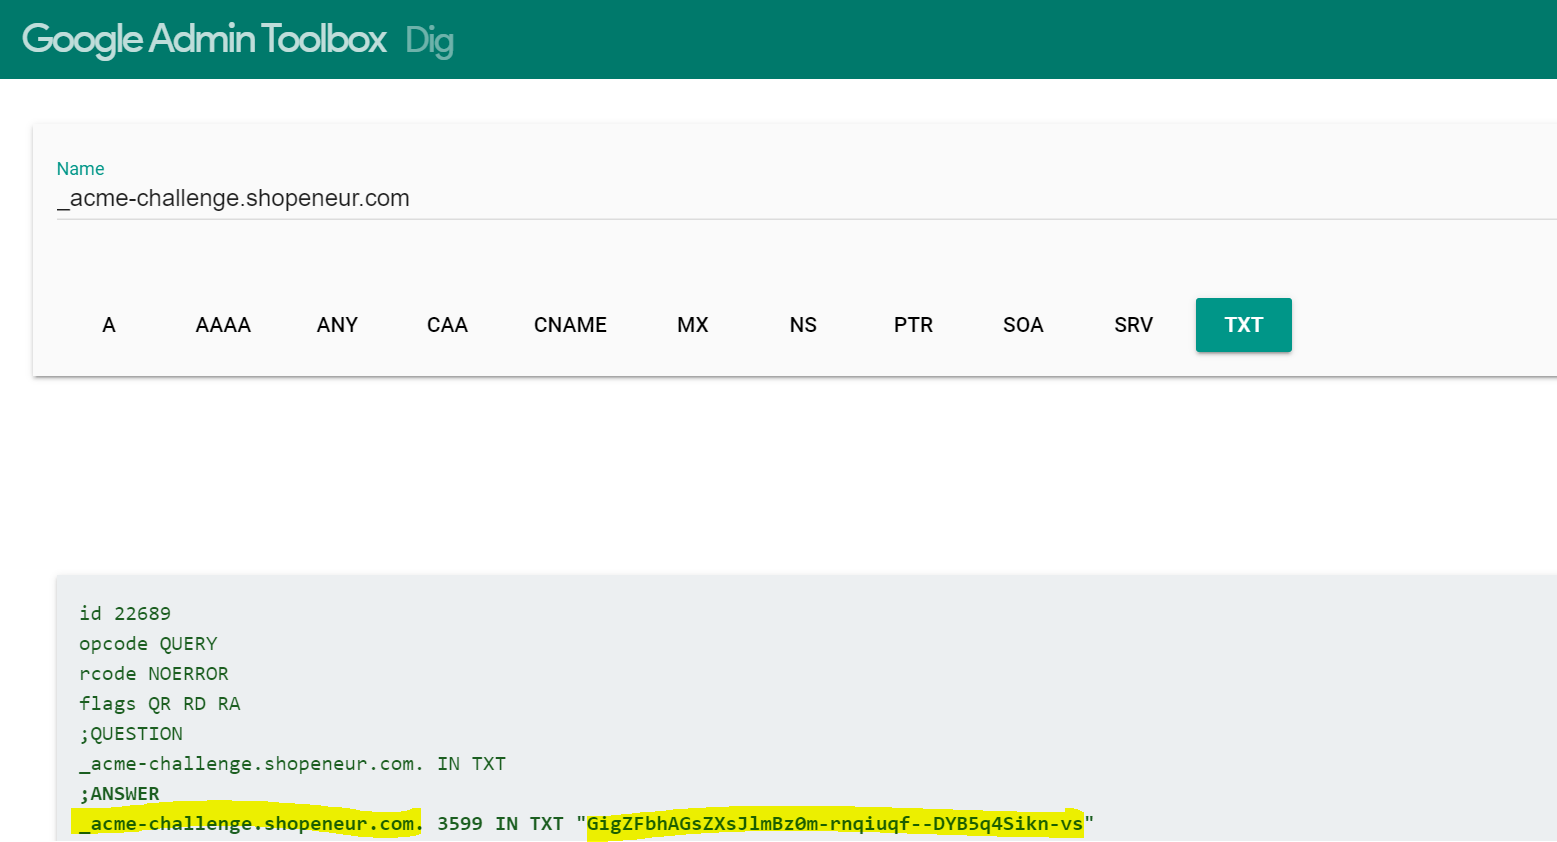 Google Admin Toolbox Dig
Name
_acme-challenge.shopeneur.com
A AAAA ANY CAA CNAME MX NS PTR SOA SRV TXT
id 22689
opcode QUERY
rcode NOERROR
flags QR RD RA
;QUESTION
_acme-challenge.shopeneur.com. IN TXT
;ANSWER
_acme-challenge.shopeneur.com. 3599 IN TXT "GigZFbhAGsZXsJlmBz0m-rnqiuqf--DYB5q4Sikn-vs"